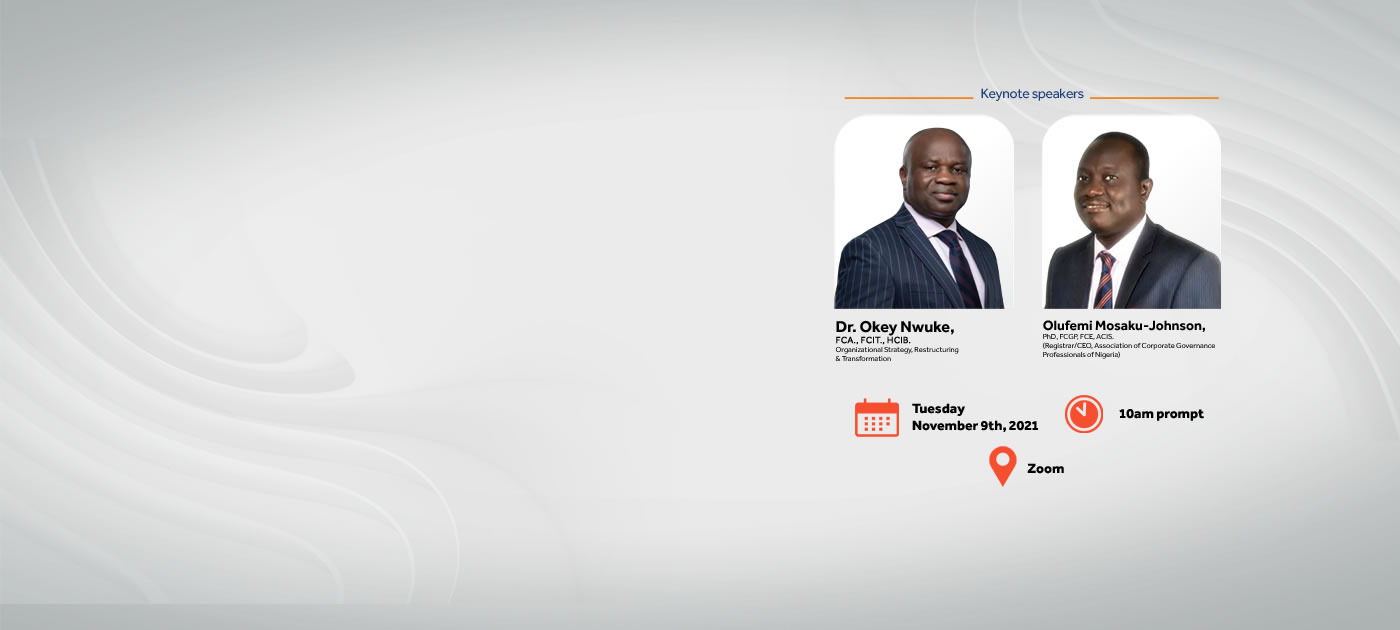 Keynote speakers
Dr. Okey Nwuke,
FCA., FCIT., HCIB.
Organizational Strategy, Restructuring
& Transformation
Olufemi Mosaku-Johnson,
PhD, FCGP, FCE, ACIS.
(Registrar/CEO, Association of Corporate Governance
Professionals of Nigeria)
Tuesday
November 9th, 2021
10am prompt
Zoom